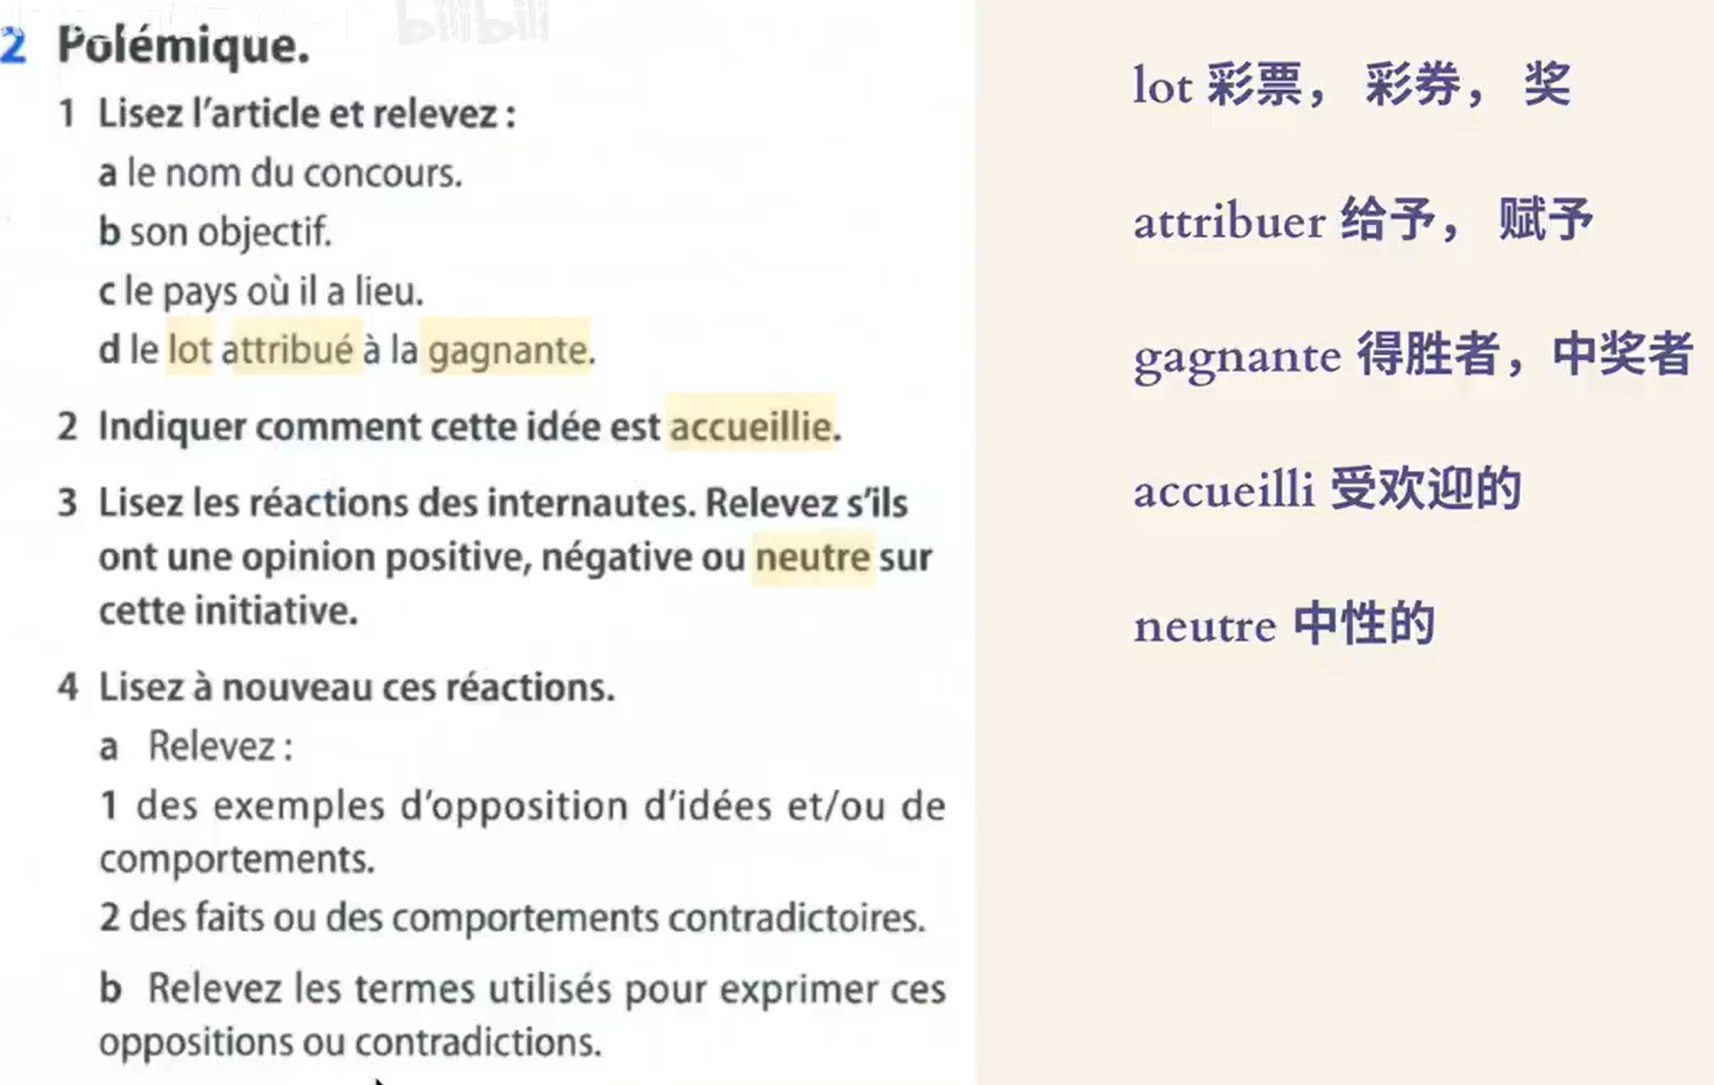 bilibili
2 Polémique.
1 Lisez l'article et relevez :
a le nom du concours.
b son objectif.
c le pays où il a lieu.
d le lot attribué à la gagnante.
2 Indiquer comment cette idée est accueillie.
3 Lisez les réactions des internautes. Relevez s'ils
ont une opinion positive, négative ou neutre sur
cette initiative.
4 Lisez à nouveau ces réactions.
a Relevez :
1 des exemples d'opposition d'idées et/ou de
comportements.
2 des faits ou des comportements contradictoires.
b Relevez les termes utilisés pour exprimer ces
oppositions ou contradictions.
lot 彩票， 彩券， 奖
attribuer 给予， 赋予
gagnante 得胜者，中奖者
accueilli 受欢迎的
neutre 中性的